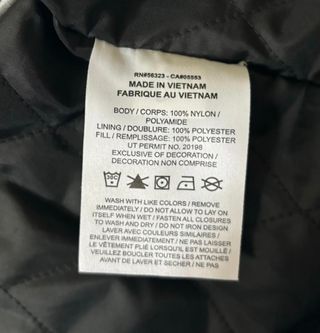 RN#56323 - CA#05553
MADE IN VIETNAM
FABRIQUE AU VIETNAM
BODY / CORPS: 100% NYLON /
POLYAMIDE
LINING / DOUBLURE: 100% POLYESTER
FILL / REMPLISSAGE: 100% POLYESTER
UT PERMIT NO. 20198
EXCLUSIVE OF DECORATION /
DECORATION NON COMPRISE
WASH WITH LIKE COLORS / REMOVE
IMMEDIATELY / DO NOT ALLOW TO LAY ON
ITSELF WHEN WET / FASTEN ALL CLOSURES
TO WASH AND DRY / DO NOT IRON DESIGN
LAVER AVEC COULEURS SIMILAIRES /
ENLEVER IMMEDIATEMENT / NE PAS LAISSER
LE VÊTEMENT PLIÉ LORSQU'IL EST MOUILLÉ /
VEUILLEZ BOUCLER TOUTES LES ATTACHES
AVANT DE LAVER ET SECHER / NE PAS